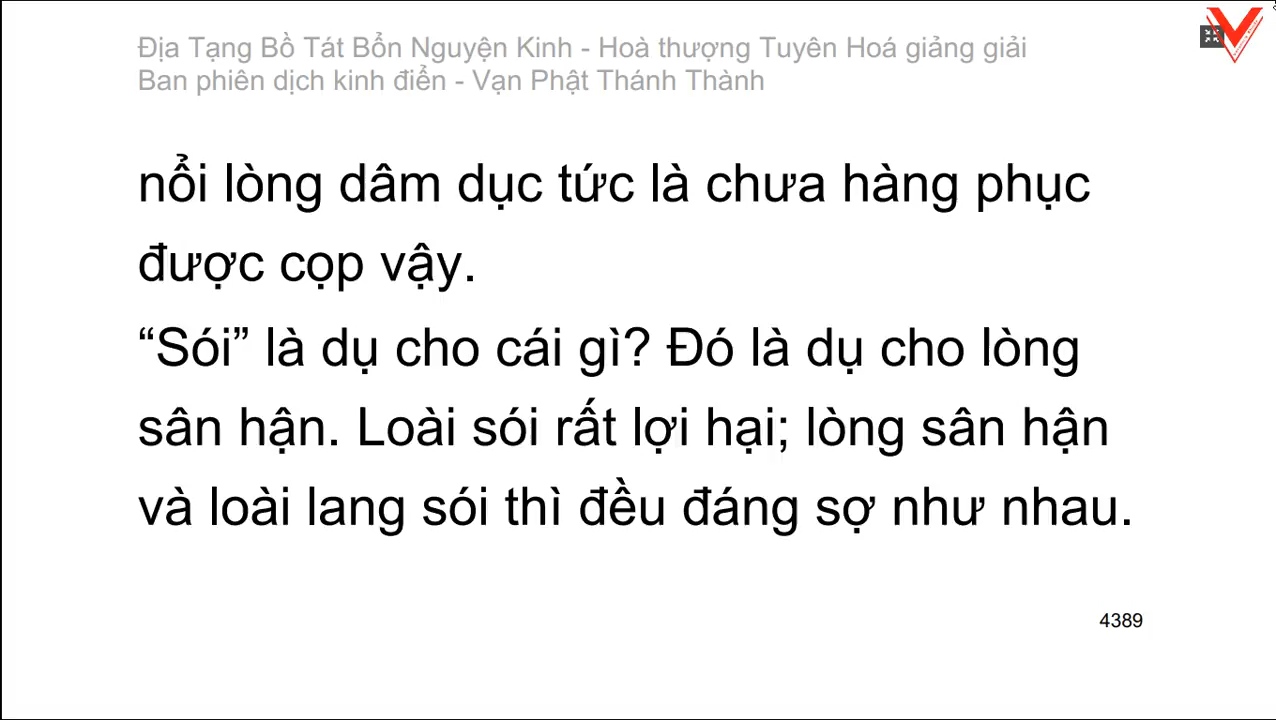 Địa Tạng Bồ Tát Bổn Nguyện Kinh - Hoà thượng Tuyên Hoá giảng giải
Ban phiên dịch kinh điển - Vạn Phật Thánh Thành
nổi lòng dâm dục tức là chưa hàng phục
được cọp vậy.
“Sói” là dụ cho cái gì? Đó là dụ cho lòng
sân hận. Loài sói rất lợi hại; lòng sân hận
và loài lang sói thì đều đáng sợ như nhau.
4389